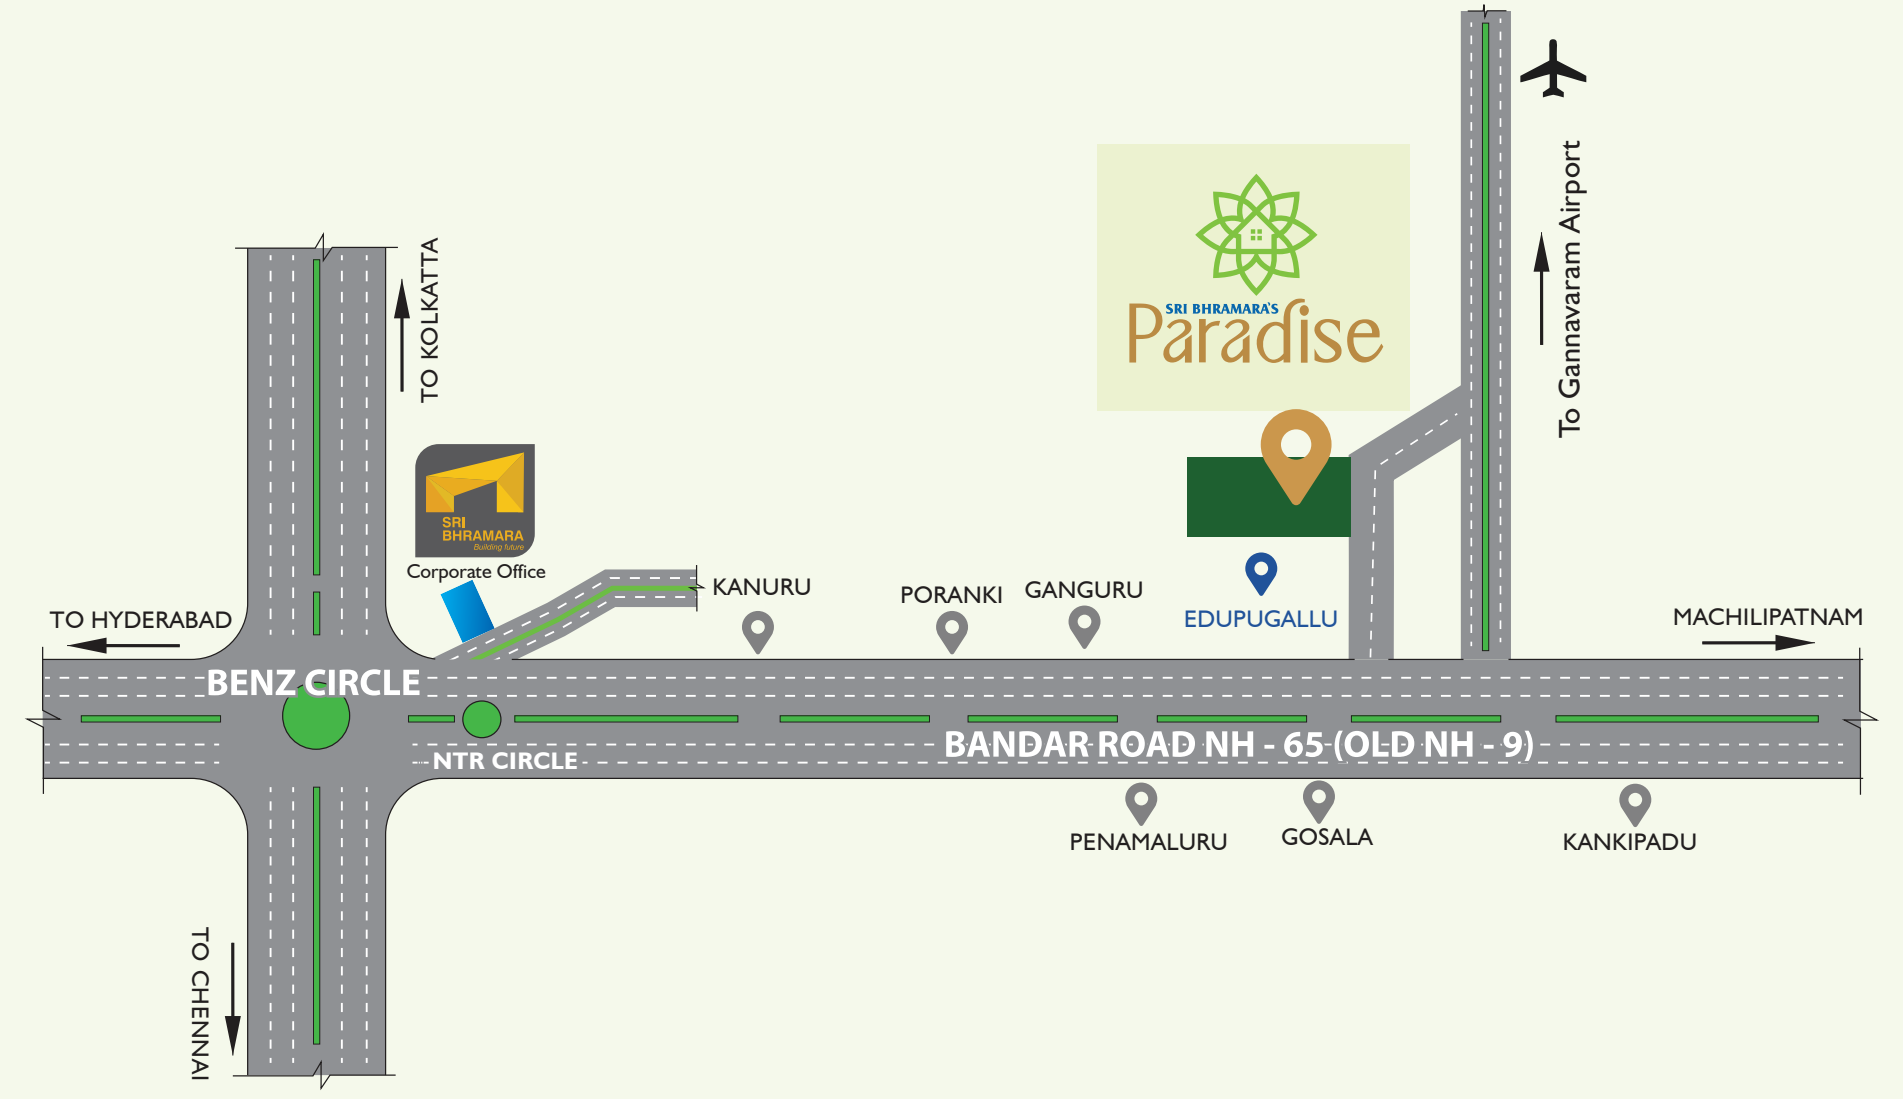 To Gannavaram Airport
SRI BHRAMARA'S
Paradise
TO KOLKATTA
SRI
BHRAMARA
Building future
Corporate Office
KANURU
PORANKI
GANGURU
EDUPUGALLU
TO HYDERABAD
MACHILIPATNAM
BENZ CIRCLE
BANDAR ROAD NH - 65 (OLD NH - 9)
NTR CIRCLE
PENAMALURU
GOSALA
KANKIPADU
TO CHENNAI